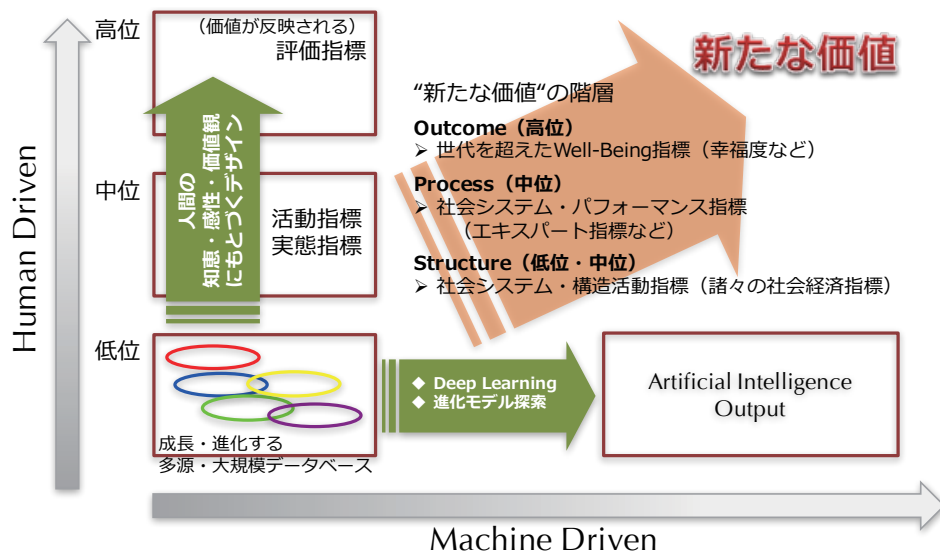 高位
（価値が反映される）
評価指標
新たな価値
“新たな価値“の階層
Outcome（高位）
➢ 世代を超えたWell-Being指標（幸福度など）
Process（中位）
➢ 社会システム・パフォーマンス指標
（エキスパート指標など）
Structure（低位・中位）
➢ 社会システム・構造活動指標（諸々の社会経済指標）
中位
活動指標
実態指標
人間の
知恵・感性・価値観
にもとづくデザイン
Human Driven
低位
成長・進化する
多源・大規模データベース
◆ Deep Learning
◆ 進化モデル探索
Artificial Intelligence
Output
Machine Driven